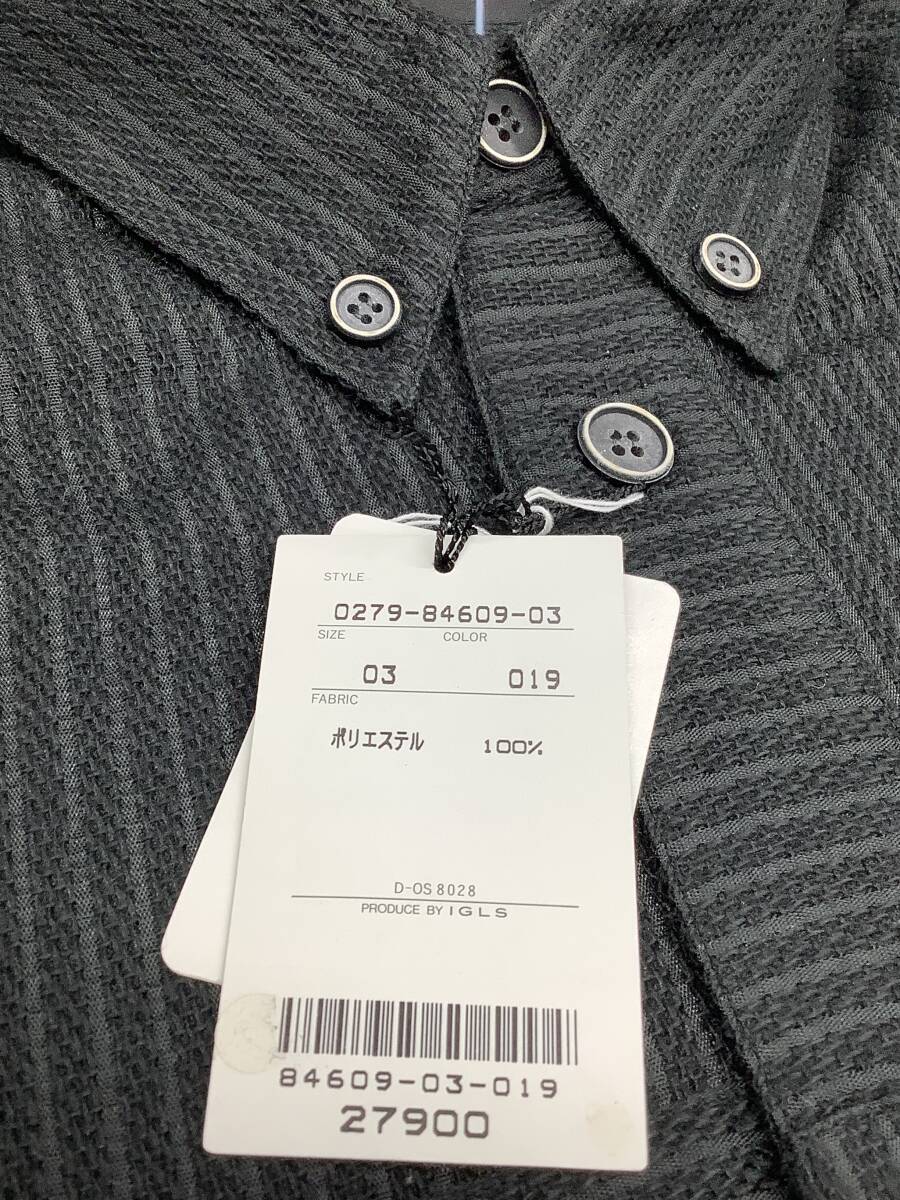 STYLE
0279-84609-03
SIZE COLOR
03 019
FABRIC
ポリエステル 100%
D-OS 8028
PRODUCE BY IGLS
84609-03-019
27900